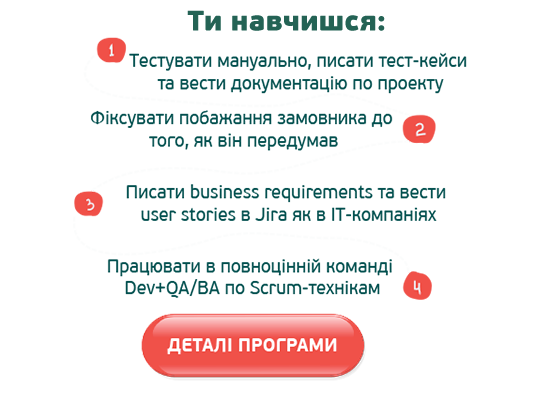 Ти навчишся:
1
Тестувати мануально, писати тест-кейси
та вести документацію по проекту
Фіксувати побажання замовника до
того, як він передумав
2
Писати business requirements та вести
user stories в Jira як в ІТ-компаніях
3
Працювати в повноцінній команді
Dev+QA/BA по Scrum-технікам
4
ДЕТАЛІ ПРОГРАМИ